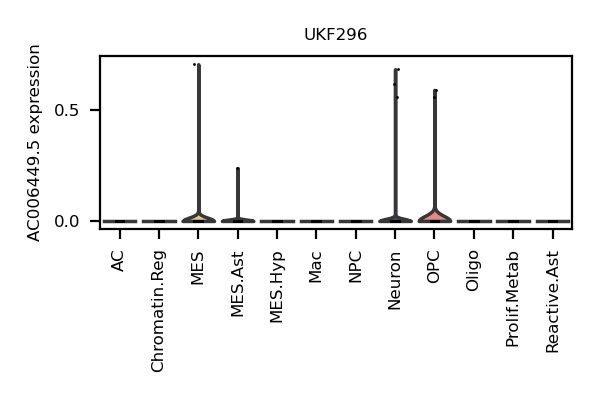 UKF296
AC006449.5 expression
0.5
0.0
AC
Chromatin.Reg
MES
MES.Ast
MES.Hyp
Mac
NPC
Neuron
OPC
Oligo
Prolif.Metab
Reactive.Ast